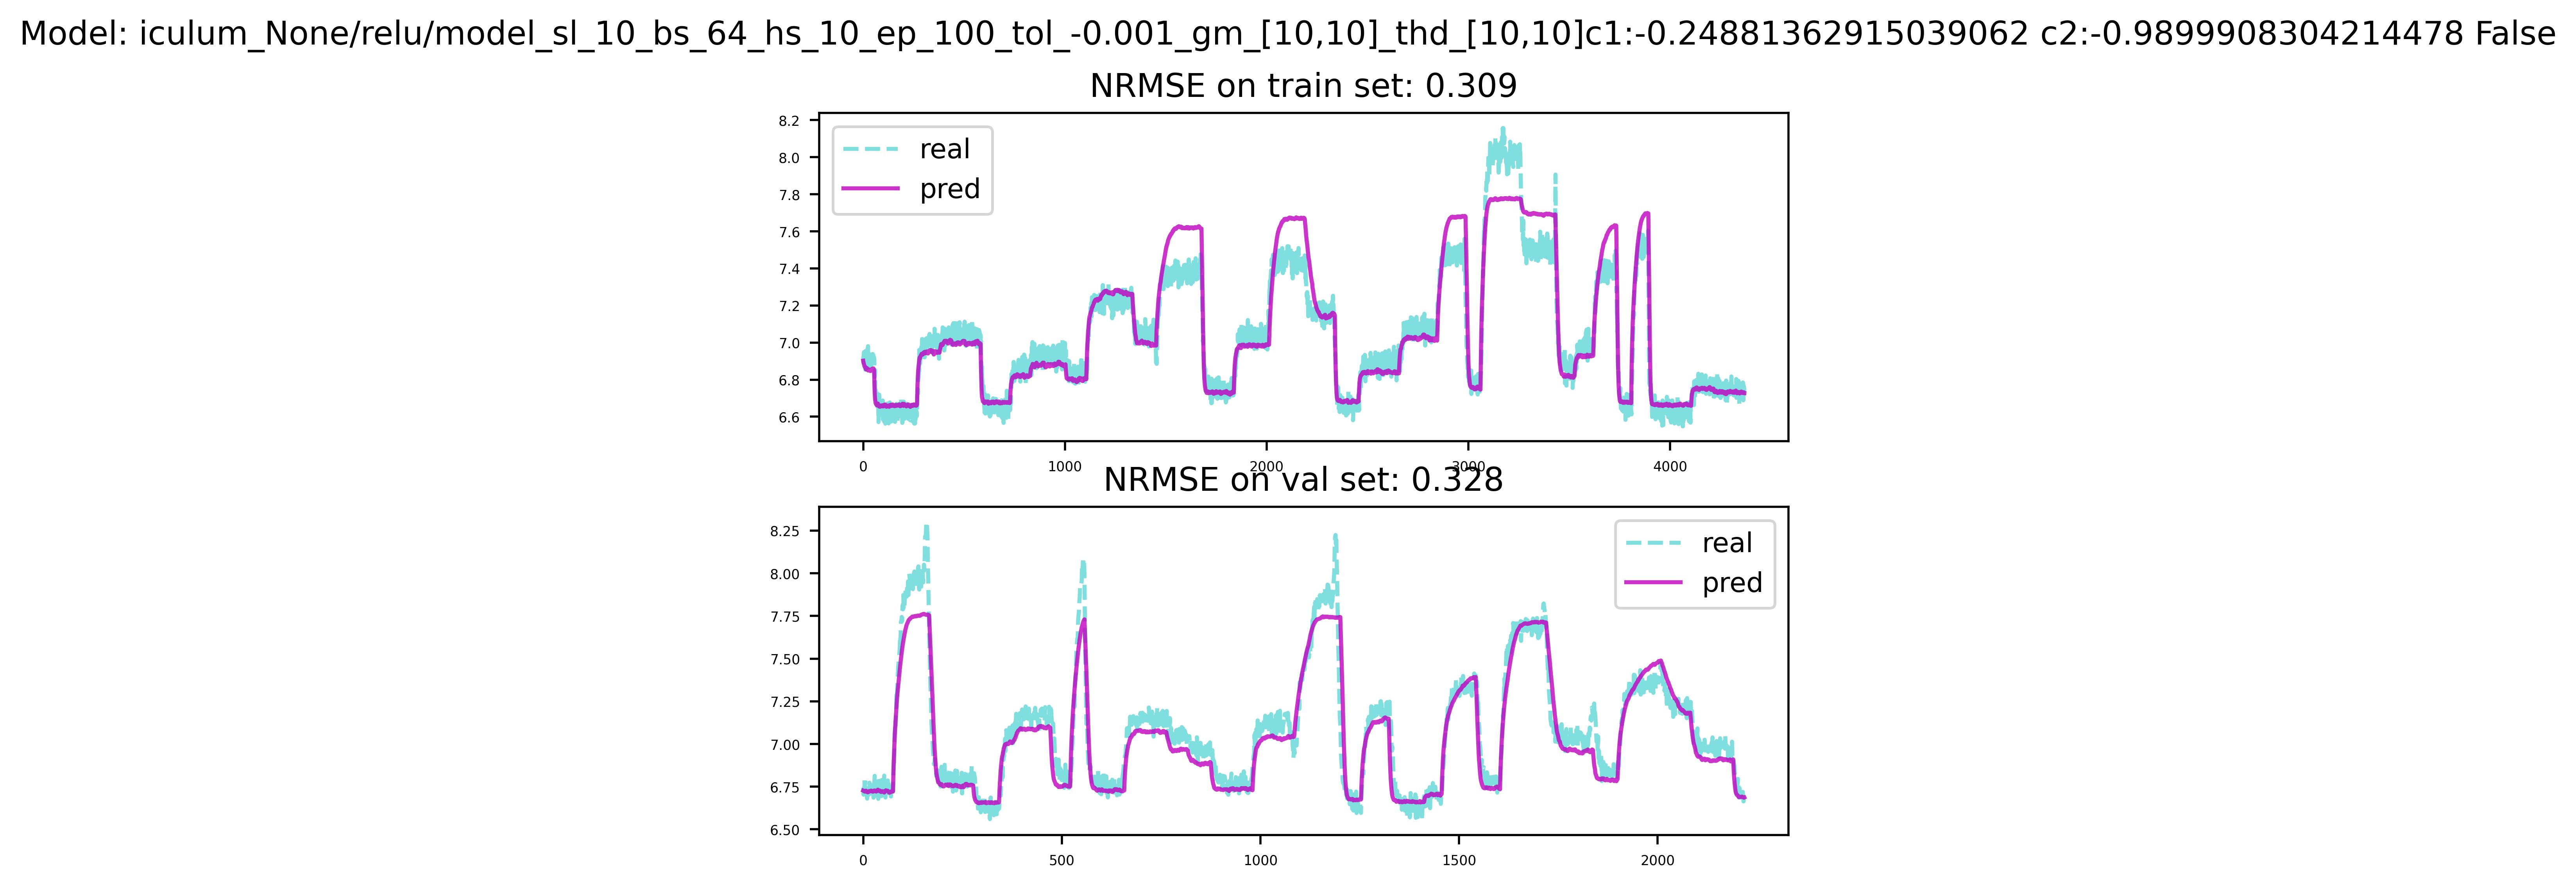 Model: iculum_None/relu/model_sl_10_bs_64_hs_10_ep_100_tol_-0.001_gm_[10,10]_thd_[10,10]c1:-0.24881362915039062 c2:-0.9899908304214478 False
NRMSE on train set: 0.309
8.2
8.0
7.8
7.6
7.4
7.2
7.0
6.8
6.6
real
pred
0 1000 2000 3000 4000
NRMSE on val set: 0.328
8.25
8.00
7.75
7.50
7.25
7.00
6.75
6.50
real
pred
0 500 1000 1500 2000